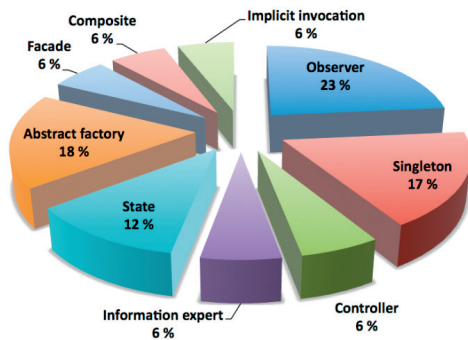 Composite
6 %
Implicit invocation
6 %
Facade
6 %
Observer
23 %
Abstract factory
18 %
Singleton
17 %
State
12 %
Information expert
6 %
Controller
6 %